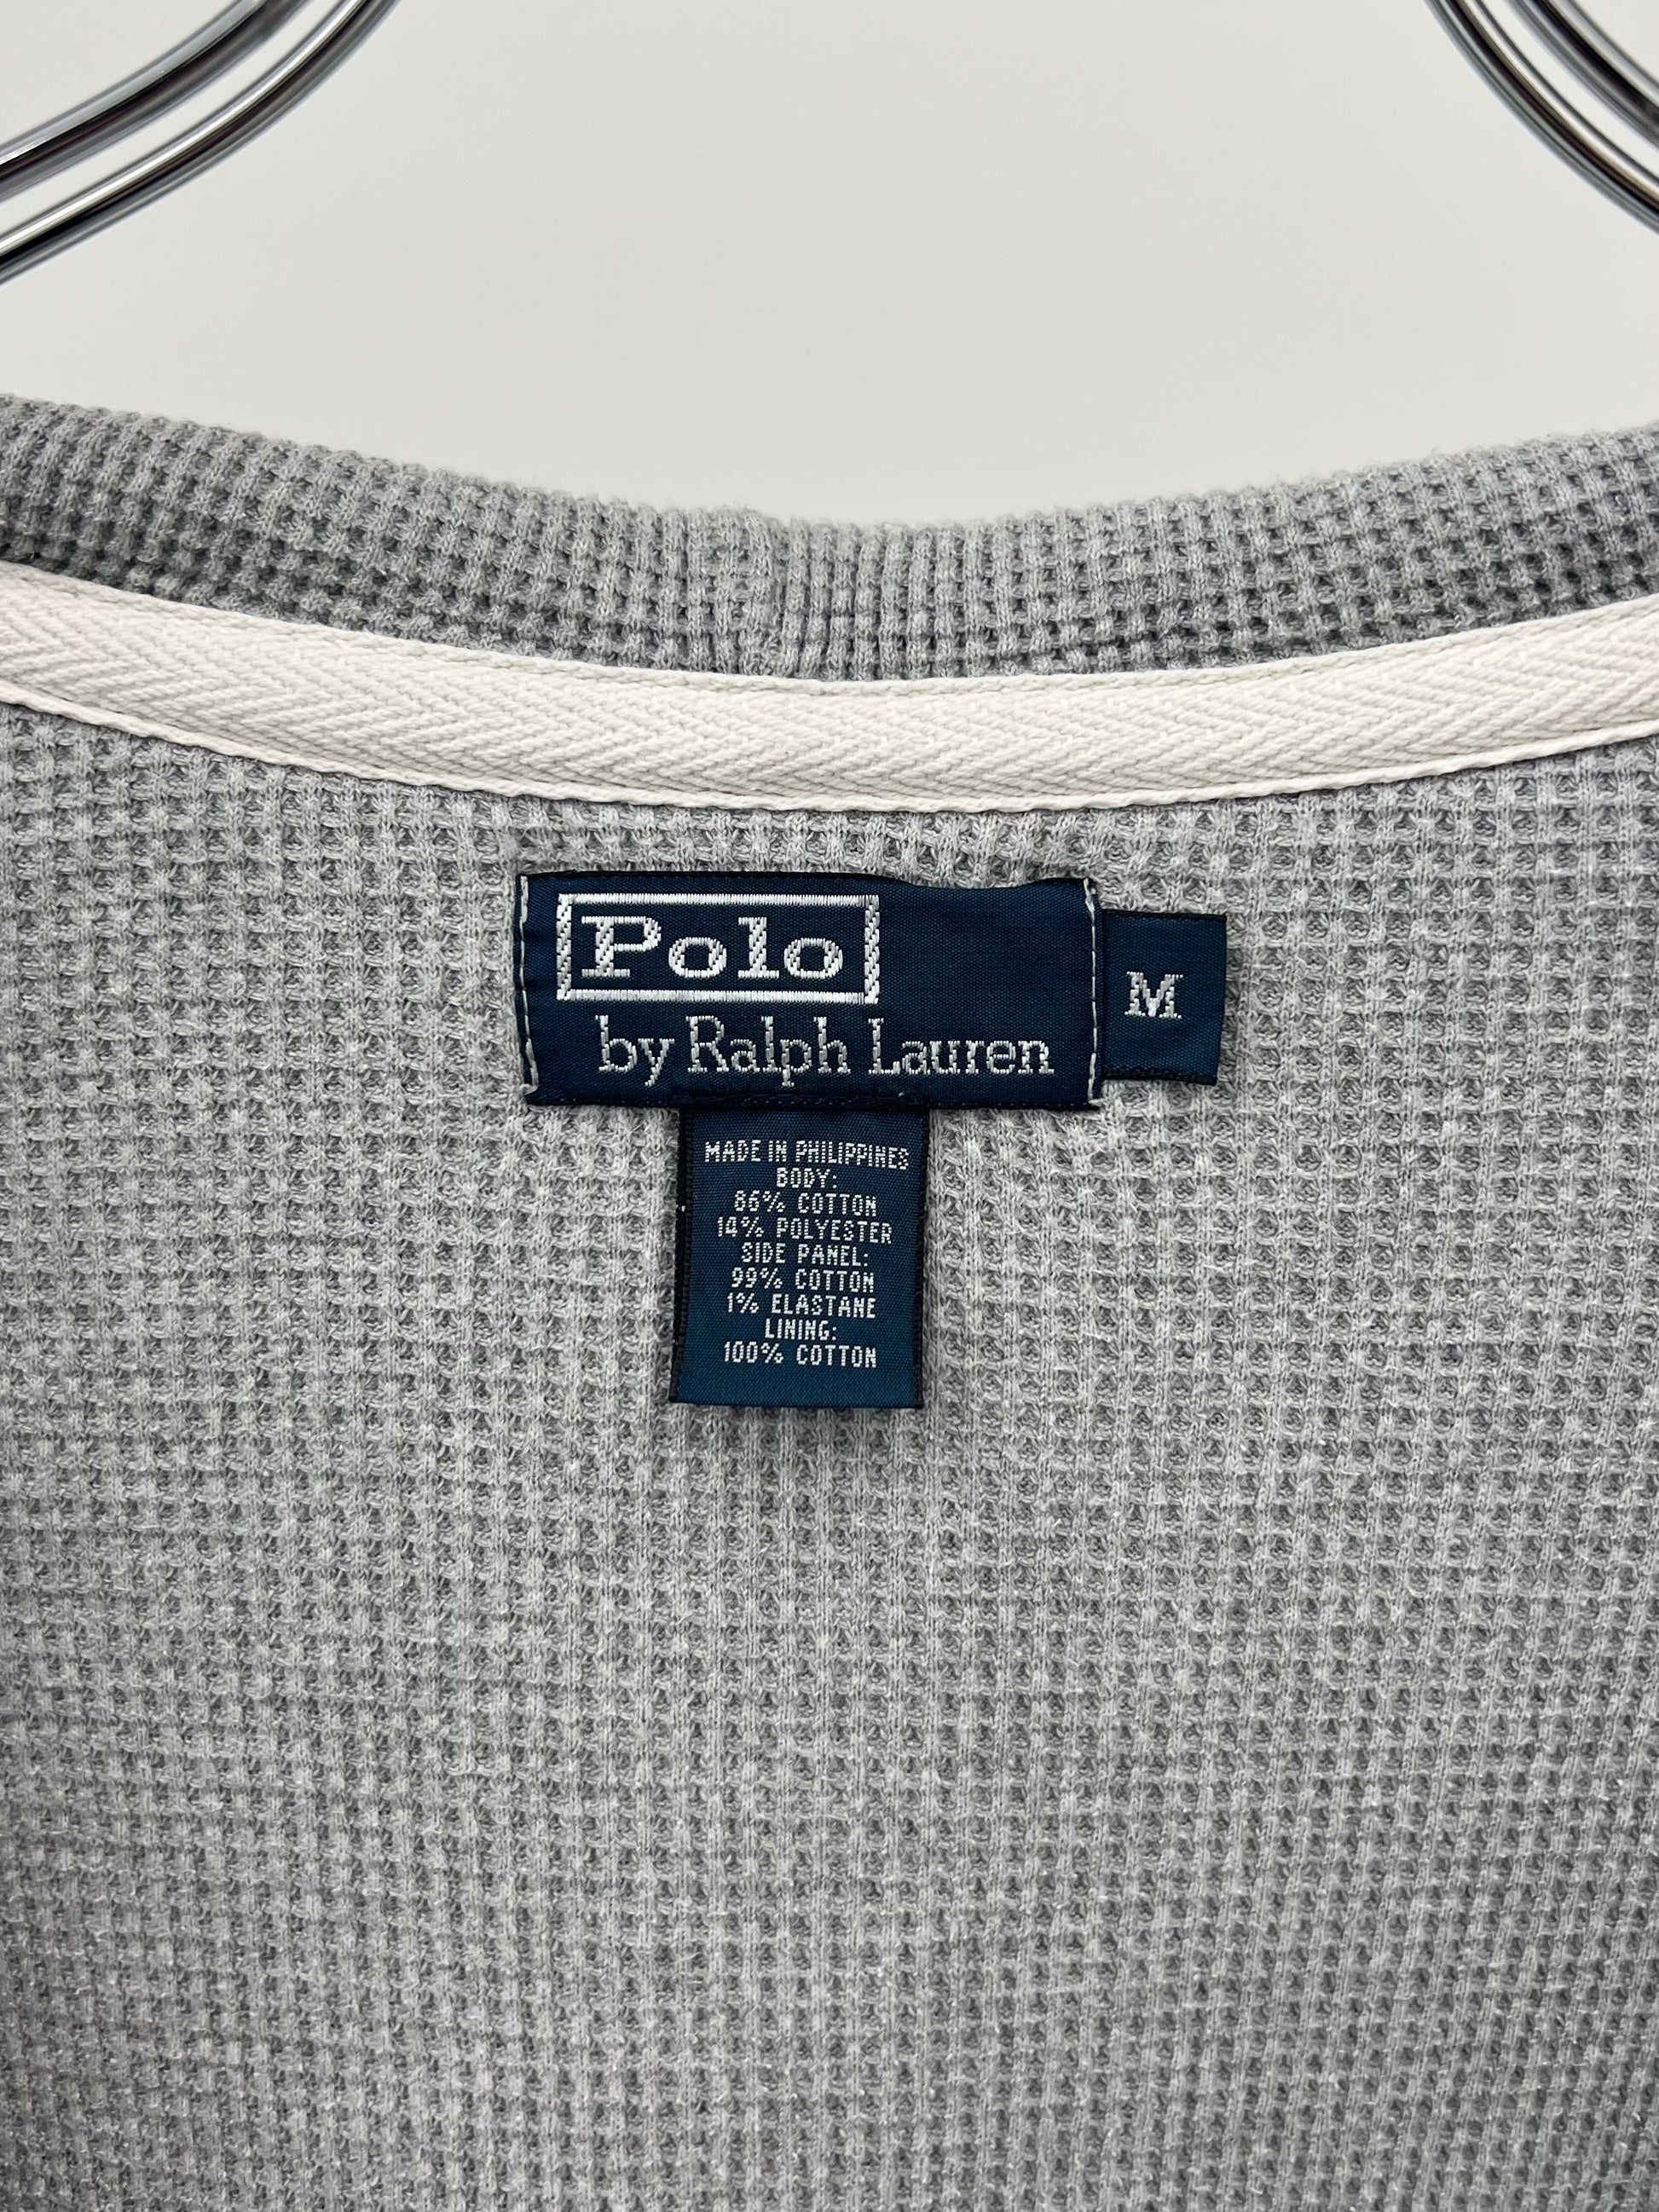 Polo
by Ralph Lauren
M
MADE IN PHILIPPINES
BODY:
86% COTTON
14% POLYESTER
SIDE PANEL:
99% COTTON
1% ELASTANE
LINING:
100% COTTON